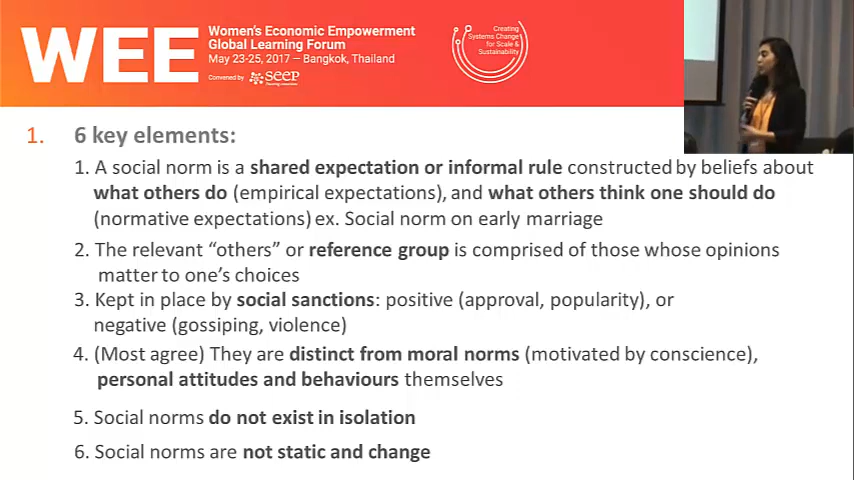 WEE
Women's Economic Empowerment
Global Learning Forum
May 23-25, 2017 – Bangkok, Thailand
Convened by SEEP
Creating
Systems Change
for Scale &
Sustainability
1. 6 key elements:
1. A social norm is a shared expectation or informal rule constructed by beliefs about
what others do (empirical expectations), and what others think one should do
(normative expectations) ex. Social norm on early marriage
2. The relevant “others” or reference group is comprised of those whose opinions
matter to one’s choices
3. Kept in place by social sanctions: positive (approval, popularity), or
negative (gossiping, violence)
4. (Most agree) They are distinct from moral norms (motivated by conscience),
personal attitudes and behaviours themselves
5. Social norms do not exist in isolation
6. Social norms are not static and change